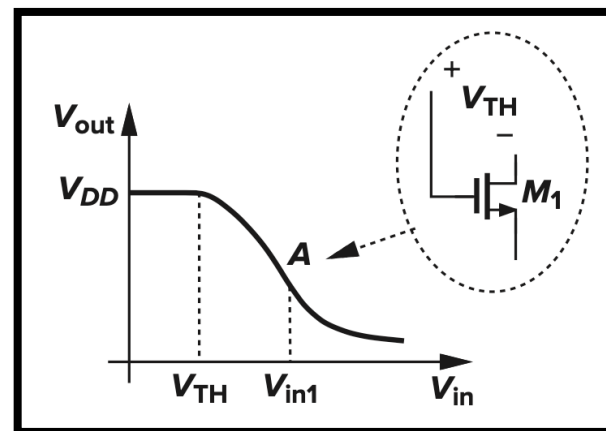 +
V_TH
−
M_1
V_out
V_DD
A
V_TH V_in1 V_in